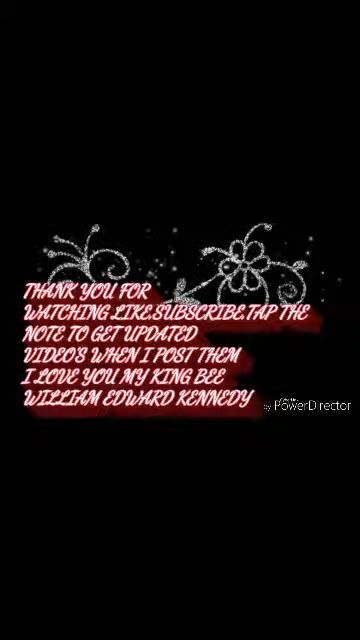 THANK YOU FOR
WATCHING LIKE.SUBSCRIBE.TAP THE
NOTE TO GET UPDATED
VIDEO'S WHEN I POST THEM
I LOVE YOU MY KING BEE
WILLIAM EDWARD KENNEDY
by PowerDirector